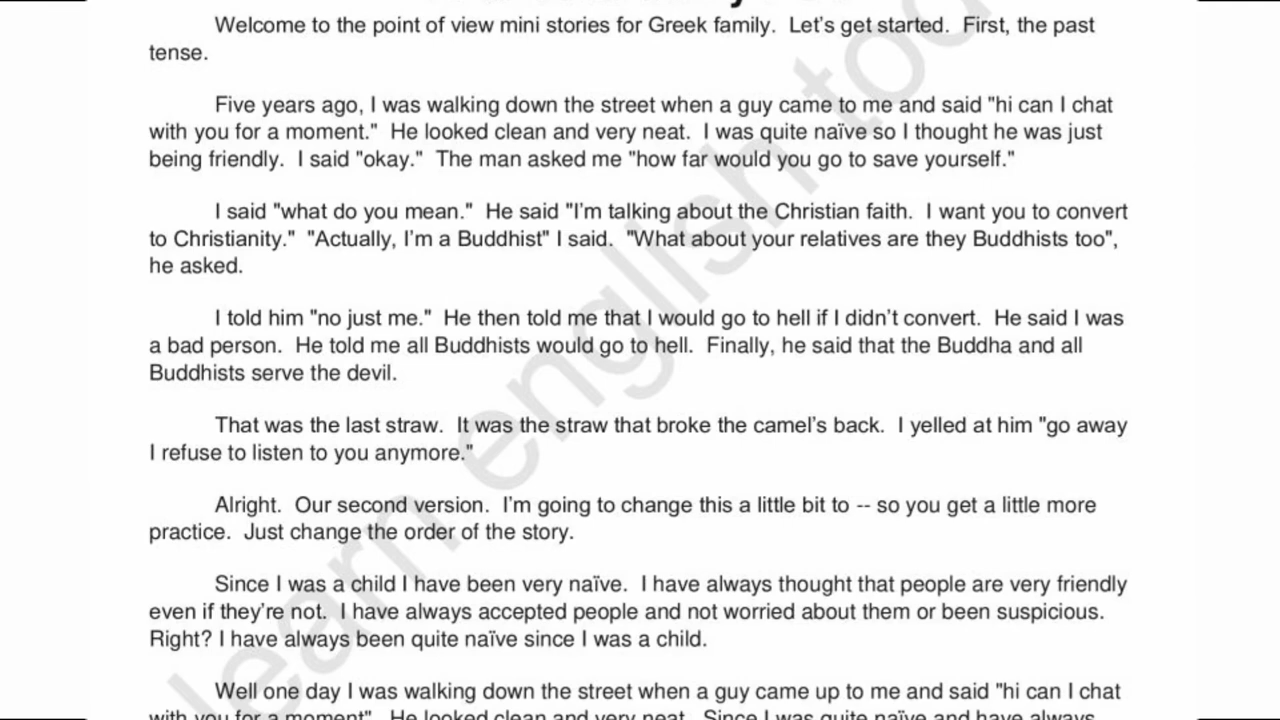 Welcome to the point of view mini stories for Greek family. Let's get started. First, the past
tense.
Five years ago, I was walking down the street when a guy came to me and said "hi can I chat
with you for a moment." He looked clean and very neat. I was quite naïve so I thought he was just
being friendly. I said "okay." The man asked me "how far would you go to save yourself."
I said "what do you mean." He said "I'm talking about the Christian faith. I want you to convert
to Christianity." "Actually, I'm a Buddhist" I said. "What about your relatives are they Buddhists too",
he asked.
I told him "no just me." He then told me that I would go to hell if I didn't convert. He said I was
a bad person. He told me all Buddhists would go to hell. Finally, he said that the Buddha and all
Buddhists serve the devil.
That was the last straw. It was the straw that broke the camel's back. I yelled at him "go away
I refuse to listen to you anymore."
Alright. Our second version. I'm going to change this a little bit to -- so you get a little more
practice. Just change the order of the story.
Since I was a child I have been very naïve. I have always thought that people are very friendly
even if they're not. I have always accepted people and not worried about them or been suspicious.
Right? I have always been quite naïve since I was a child.
Well one day I was walking down the street when a guy came up to me and said "hi can I chat
with you for a moment". He looked clean and very neat. Since I was quite naïve and have always
learn english tod